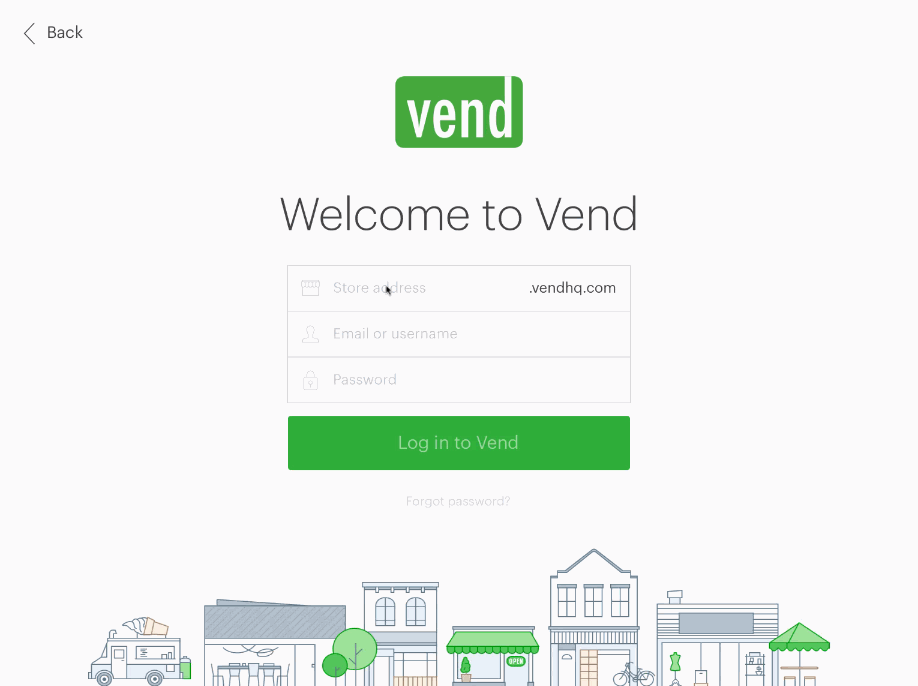 Back
vend
Welcome to Vend
Store address .vendhq.com
Email or username
Password
Log in to Vend
Forgot password?
OPEN